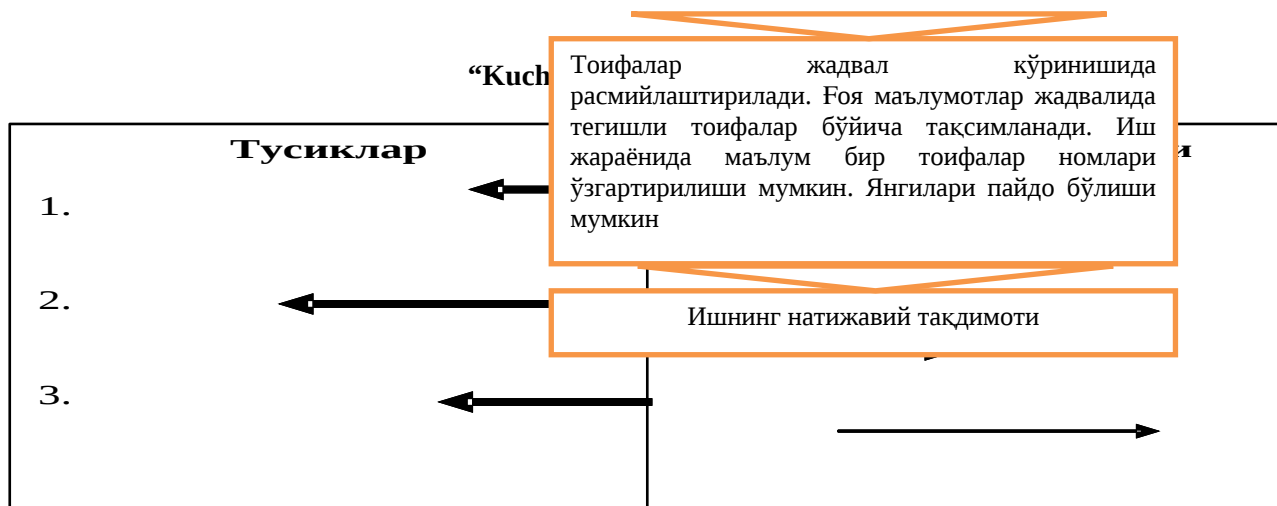 “Kuch
Тоифалар жадвал кўринишида
расмийлаштирилади. Ғоя маълумотлар жадвалида
тегишли тоифалар бўйича тақсимланади. Иш
жараёнида маълум бир тоифалар номлари
ўзгартирилиши мумкин. Янгилари пайдо бўлиши
мумкин
Тусиклар
и
1.
2.
Ишнинг натижавий тақдимоти
3.